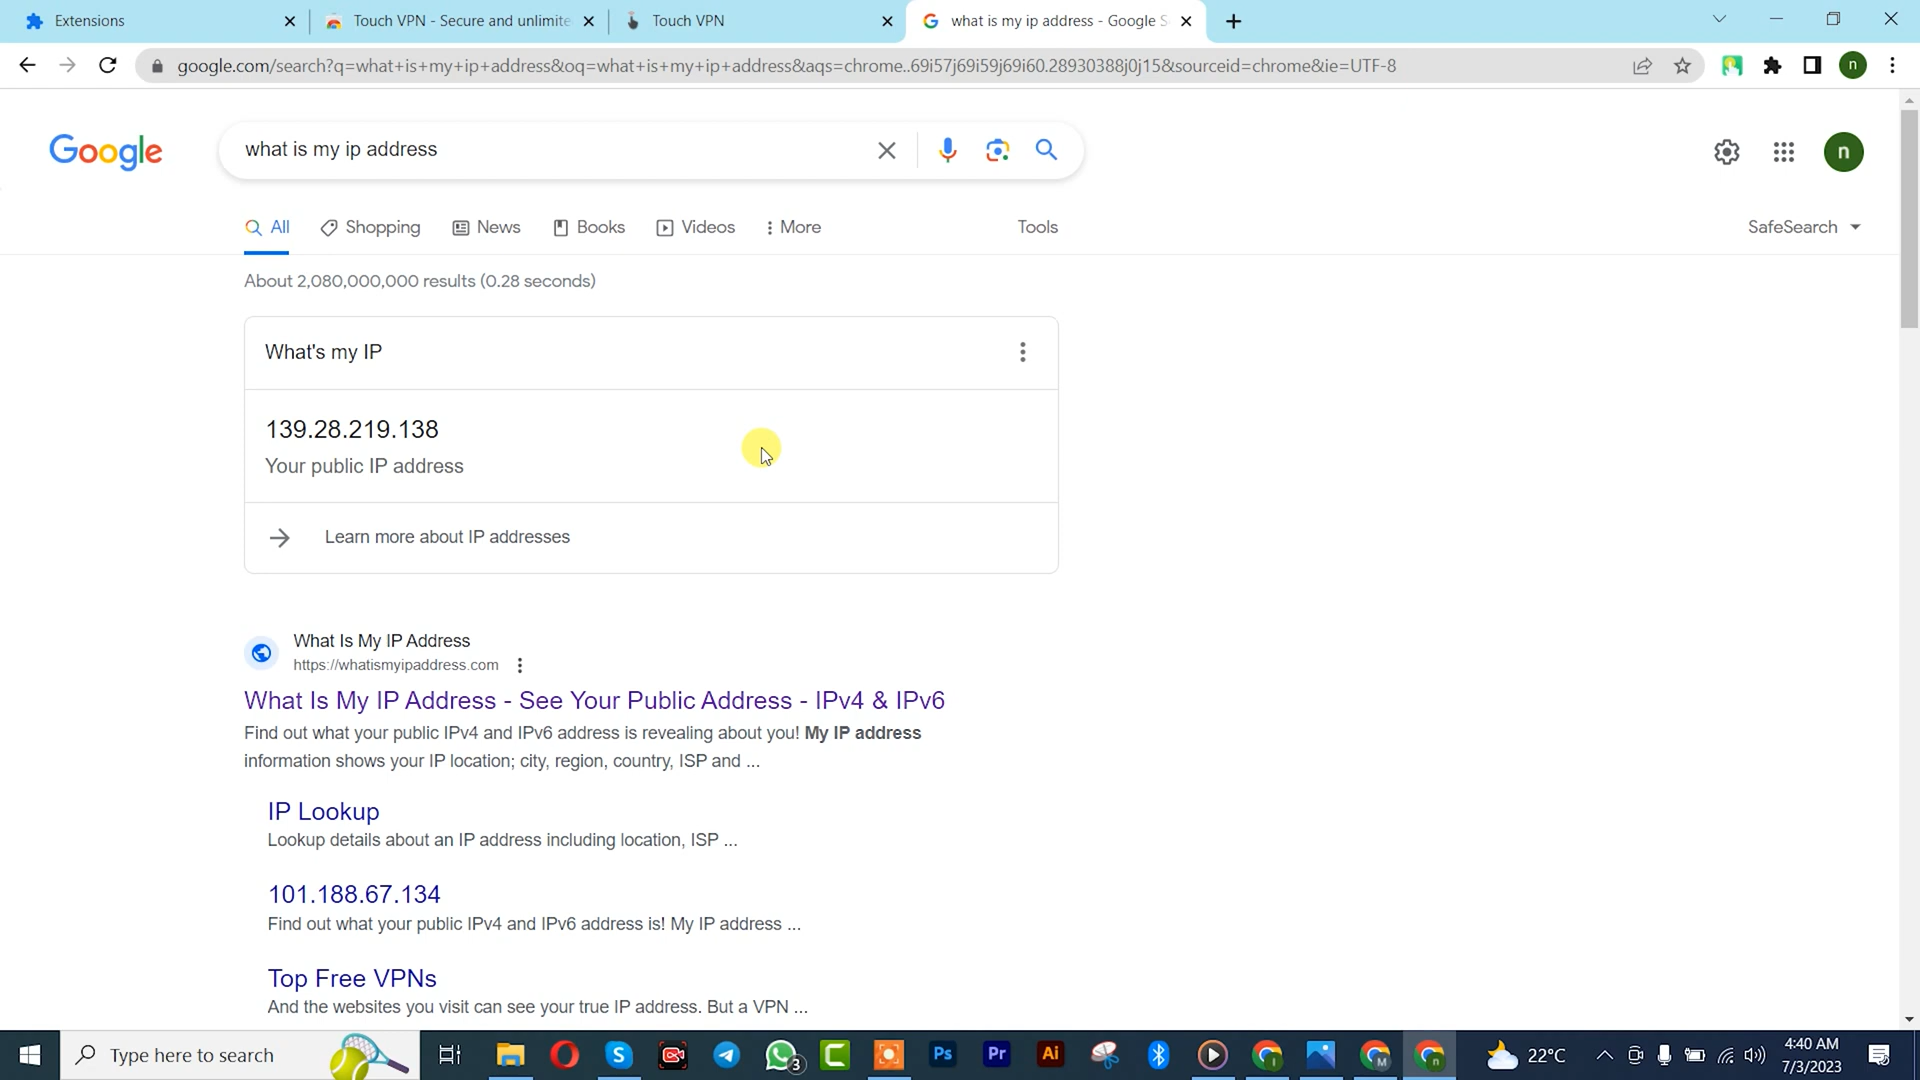 Extensions
Touch VPN - Secure and unlimite
Touch VPN
what is my ip address - Google S
google.com/search?q=what+is+my+ip+address&oq=what+is+my+ip+address&aqs=chrome..69i57j69i59j69i60.28930388j0j15&sourceid=chrome&ie=UTF-8
n
Google
what is my ip address
n
All
Shopping
News
Books
Videos
More
Tools
SafeSearch
About 2,080,000,000 results (0.28 seconds)
What's my IP
139.28.219.138
Your public IP address
Learn more about IP addresses
What Is My IP Address
https://whatismyipaddress.com
What Is My IP Address - See Your Public Address - IPv4 & IPv6
Find out what your public IPv4 and IPv6 address is revealing about you! My IP address
information shows your IP location; city, region, country, ISP and ...
IP Lookup
Lookup details about an IP address including location, ISP ...
101.188.67.134
Find out what your public IPv4 and IPv6 address is! My IP address ...
Top Free VPNs
And the websites you visit can see your true IP address. But a VPN ...
Type here to search
S
3
C
Ps
Pr
Ai
I
M
n
22°C
4:40 AM
7/3/2023